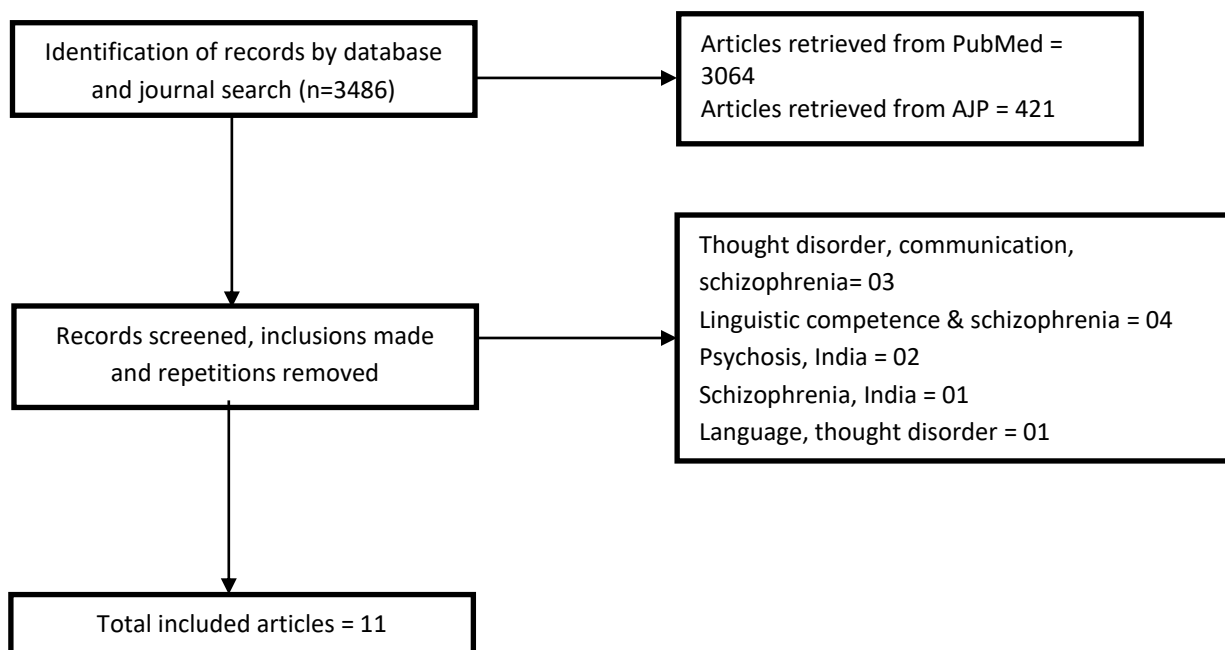 Identification of records by database
and journal search (n=3486)
Articles retrieved from PubMed =
3064
Articles retrieved from AJP = 421
Records screened, inclusions made
and repetitions removed
Thought disorder, communication,
schizophrenia= 03
Linguistic competence & schizophrenia = 04
Psychosis, India = 02
Schizophrenia, India = 01
Language, thought disorder = 01
Total included articles = 11